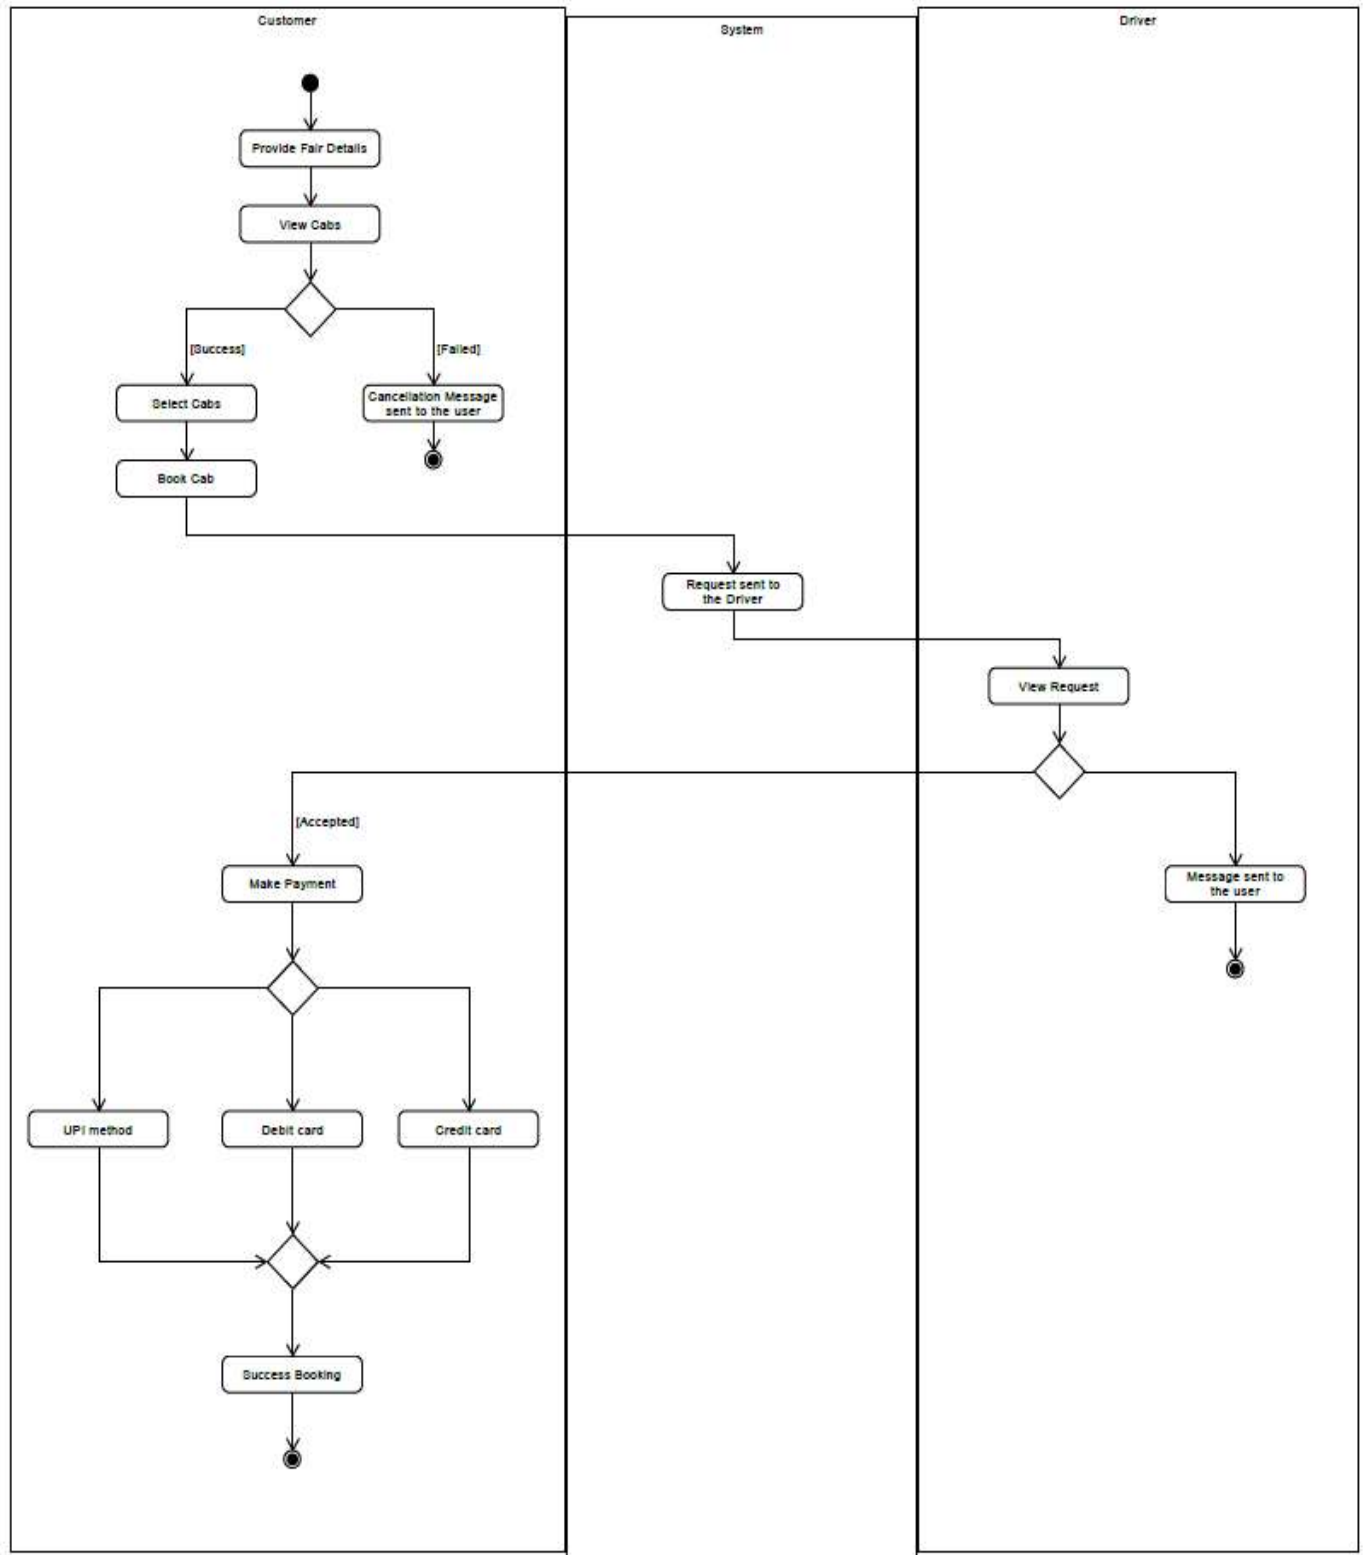 Customer
System
Driver
Provide Fair Details
View Cabs
[Success]
[Failed]
Select Cabs
Cancellation Message
sent to the user
Book Cab
Request sent to
the Driver
View Request
[Accepted]
Make Payment
Message sent to
the user
UPI method
Debit card
Credit card
Success Booking